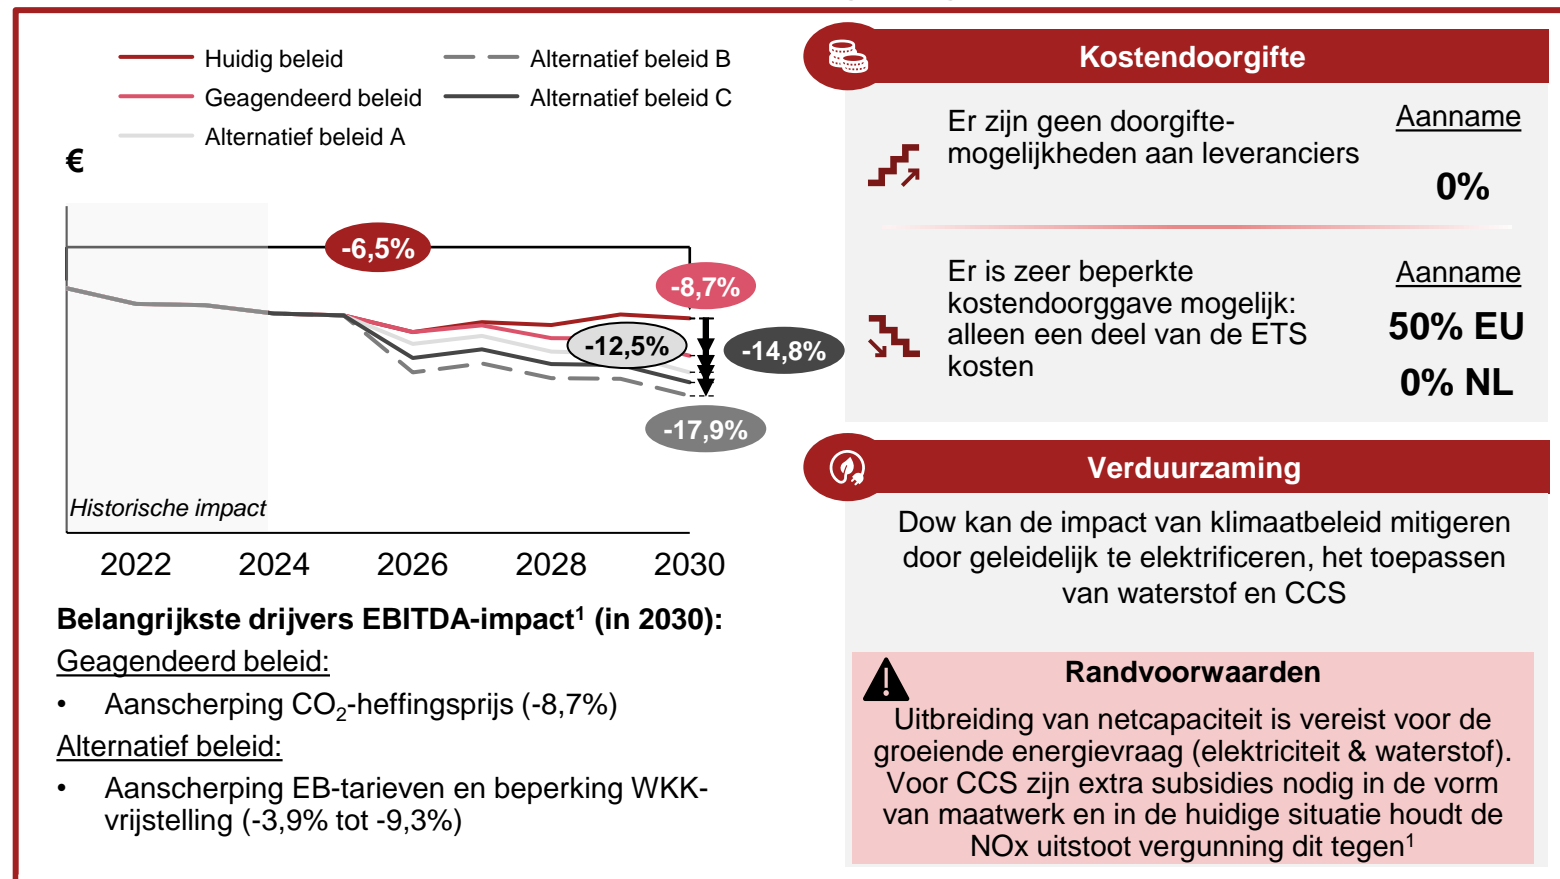 Huidig beleid
Geagendeerd beleid
Alternatief beleid A
Alternatief beleid B
Alternatief beleid C
€
-6,5%
-8,7%
-12,5%
-14,8%
-17,9%
Historische impact
2022
2024
2026
2028
2030
Belangrijkste drijvers EBITDA-impact¹ (in 2030):
Geagendeerd beleid:
• Aanscherping CO₂-heffingsprijs (-8,7%)
Alternatief beleid:
• Aanscherping EB-tarieven en beperking WKK-
vrijstelling (-3,9% tot -9,3%)
Kostendoorgifte
Er zijn geen doorgifte-
mogelijkheden aan leveranciers
Aanname
0%
Er is zeer beperkte
kostendoorggave mogelijk:
alleen een deel van de ETS
kosten
Aanname
50% EU
0% NL
Verduurzaming
Dow kan de impact van klimaatbeleid mitigeren
door geleidelijk te elektrificeren, het toepassen
van waterstof en CCS
Randvoorwaarden
Uitbreiding van netcapaciteit is vereist voor de
groeiende energievraag (elektriciteit & waterstof).
Voor CCS zijn extra subsidies nodig in de vorm
van maatwerk en in de huidige situatie houdt de
NOx uitstoot vergunning dit tegen¹